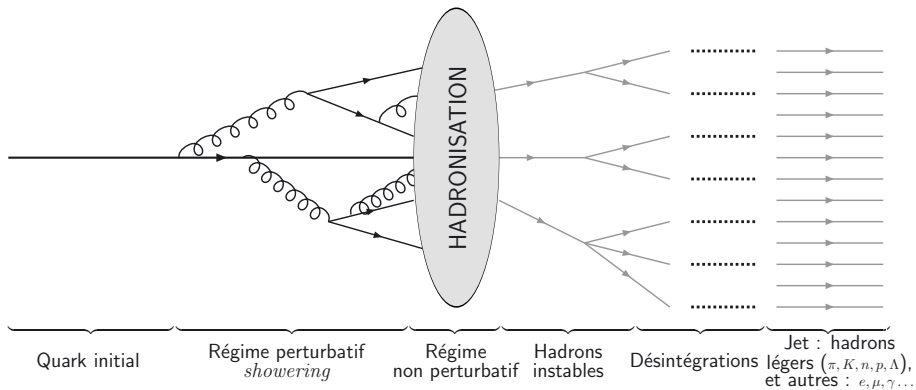 HADRONISATION
Quark initial
Régime perturbatif
showering
Régime
non perturbatif
Hadrons
instables
Désintégrations
Jet : hadrons
légers (π, K, n, p, Λ),
et autres : e, μ, γ...